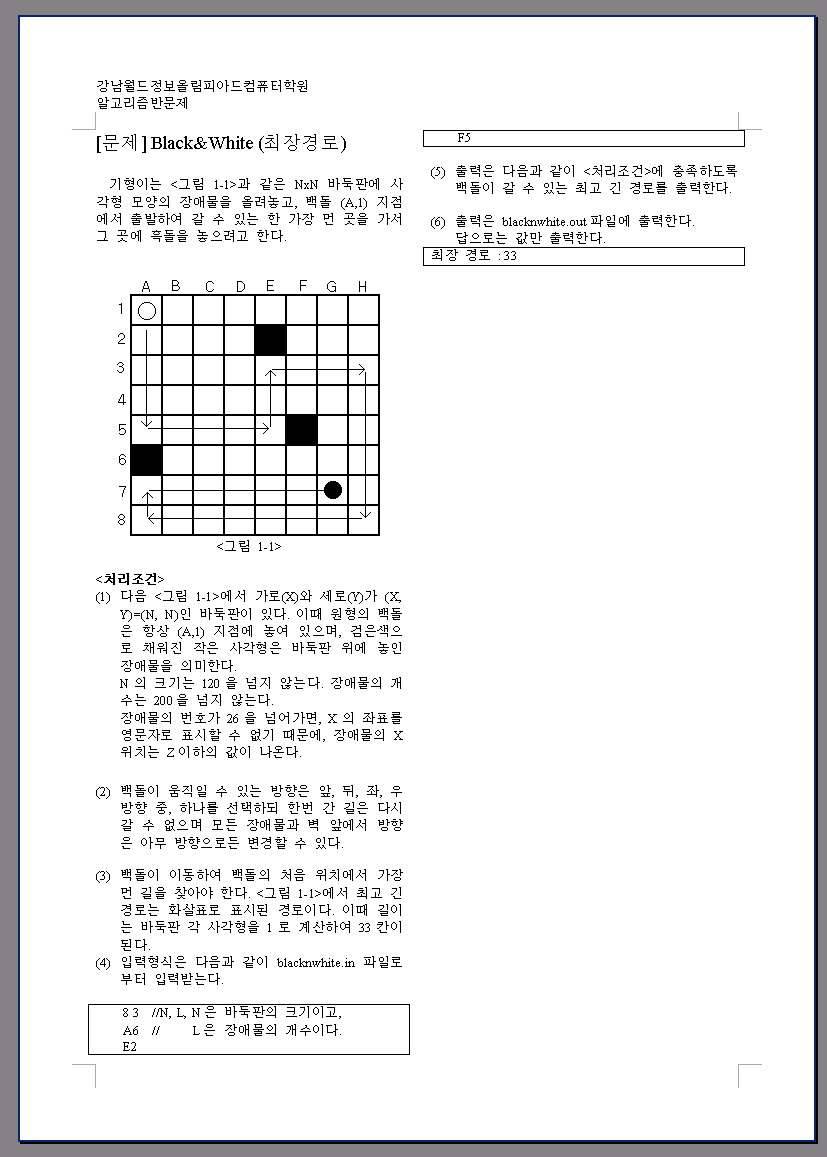 강남월드정보올림피아드컴퓨터학원
알고리즘반문제
[문제] Black&White (최장경로)
기형이는 <그림 1-1>과 같은 NxN 바둑판에 사
각형 모양의 장애물을 올려놓고, 백돌 (A,1) 지점
에서 출발하여 갈 수 있는 한 가장 먼 곳을 가서
그 곳에 흑돌을 놓으려고 한다.
A B C D E F G H
1
2
3
4
5
6
7
8
<그림 1-1>
<처리조건>
(1) 다음 <그림 1-1>에서 가로(X)와 세로(Y)가 (X,
Y)=(N, N)인 바둑판이 있다. 이때 원형의 백돌
은 항상 (A,1) 지점에 놓여 있으며, 검은색으
로 채워진 작은 사각형은 바둑판 위에 놓인
장애물을 의미한다.
N 의 크기는 120 을 넘지 않는다. 장애물의 개
수는 200 을 넘지 않는다.
장애물의 번호가 26 을 넘어가면, X 의 좌표를
영문자로 표시할 수 없기 때문에, 장애물의 X
위치는 Z 이하의 값이 나온다.
(2) 백돌이 움직일 수 있는 방향은 앞, 뒤, 좌, 우
방향 중, 하나를 선택하되 한번 간 길은 다시
갈 수 없으며 모든 장애물과 벽 앞에서 방향
은 아무 방향으로든 변경할 수 있다.
(3) 백돌이 이동하여 백돌의 처음 위치에서 가장
먼 길을 찾아야 한다. <그림 1-1>에서 최고 긴
경로는 화살표로 표시된 경로이다. 이때 길이
는 바둑판 각 사각형을 1 로 계산하여 33 칸이
된다.
(4) 입력형식은 다음과 같이 blacknwhite.in 파일로
부터 입력받는다.
8 3 //N, L, N 은 바둑판의 크기이고,
A6 // L 은 장애물의 개수이다.
E2
F5
(5) 출력은 다음과 같이 <처리조건>에 충족하도록
백돌이 갈 수 있는 최고 긴 경로를 출력한다.
(6) 출력은 blacknwhite.out 파일에 출력한다.
답으로는 값만 출력한다.
최장 경로 : 33